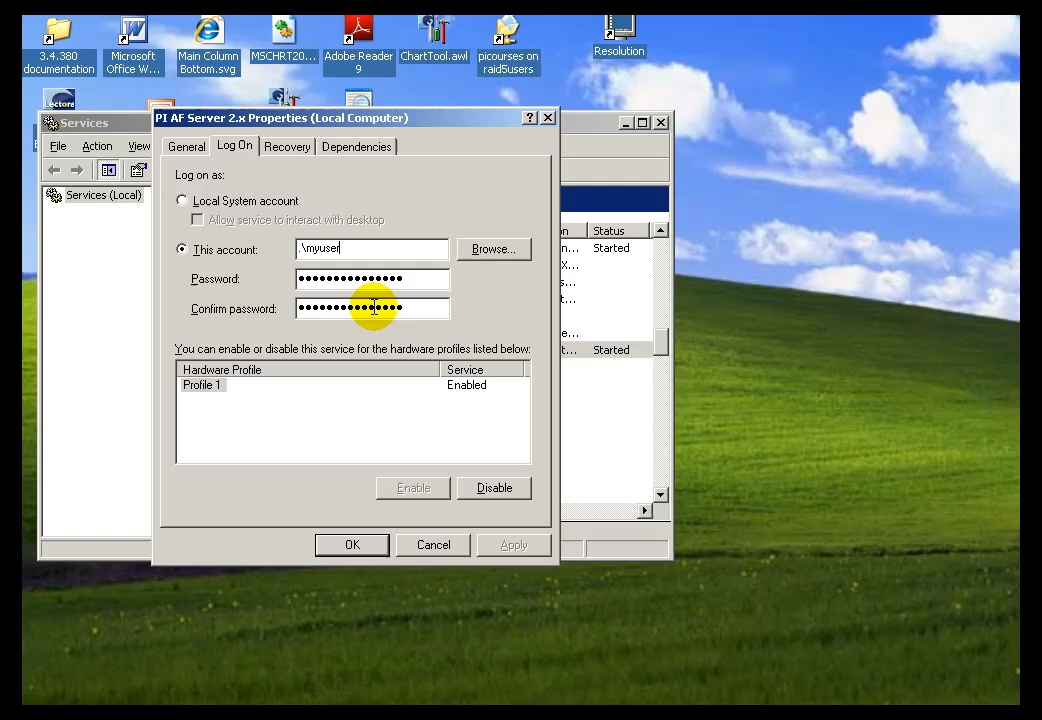 3.4.380 documentation
Microsoft Office W...
Main Column Bottom.svg
MSCHRT20...
Adobe Reader 9
ChartTool.awl
picourses on raid5users
Resolution
Lectora
Services
File Action View
Services (Local)
PI AF Server 2.x Properties (Local Computer)
General Log On Recovery Dependencies
Log on as:
Local System account
Allow service to interact with desktop
This account: .\myuser Browse...
Password: •••••••••••••••
Confirm password: •••••••••••••••
You can enable or disable this service for the hardware profiles listed below:
Hardware Profile Service
Profile 1 Enabled
Enable Disable
OK Cancel Apply
on Status
n... Started
X...
s...
t...
e...
t... Started